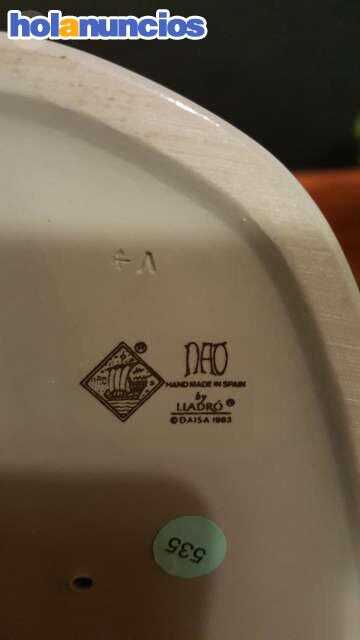 holanuncios
NAO
HAND MADE IN SPAIN
by
LLADRÓ ®
© DAISA 1983
535